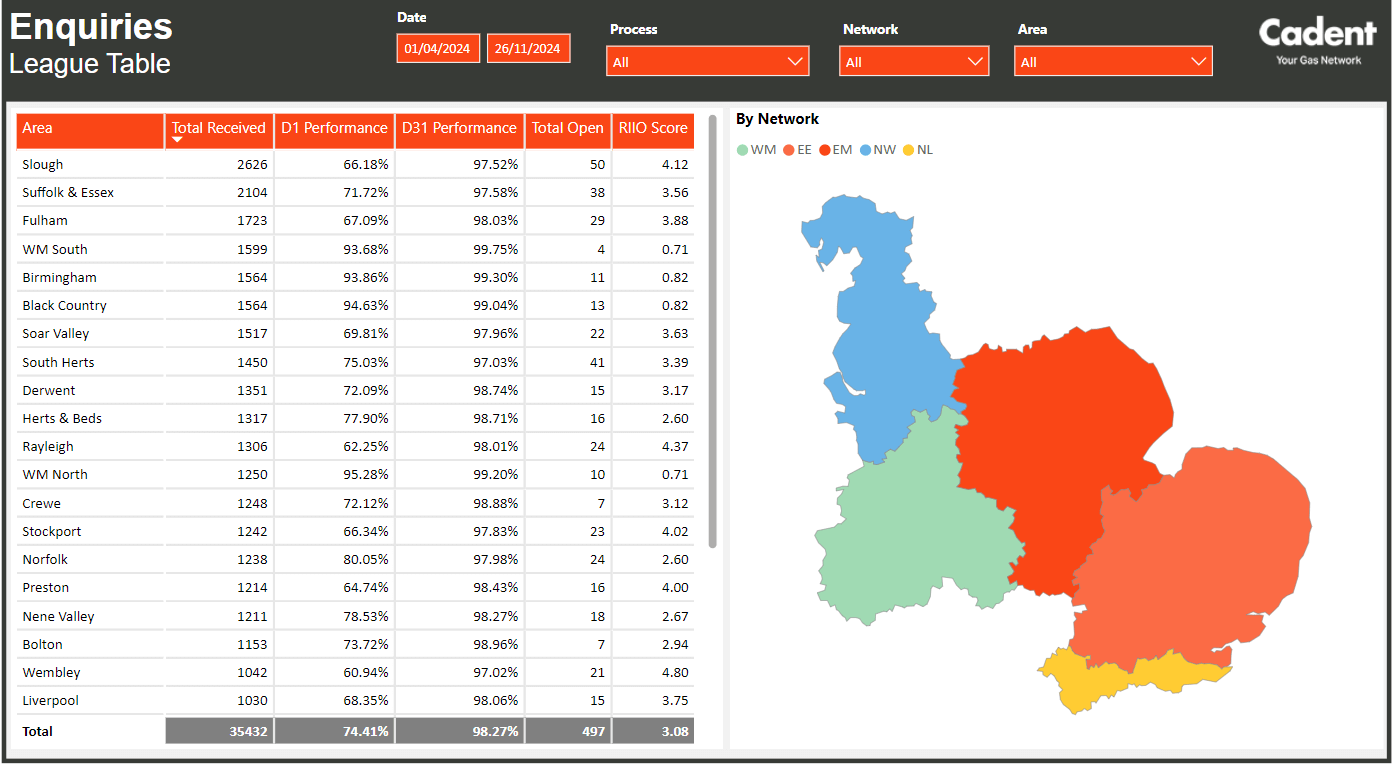 Enquiries
League Table
Date
01/04/2024 26/11/2024
Process
All
Network
All
Area
All
Cadent
Your Gas Network
Area Total Received D1 Performance D31 Performance Total Open RIIO Score
Slough 2626 66.18% 97.52% 50 4.12
Suffolk & Essex 2104 71.72% 97.58% 38 3.56
Fulham 1723 67.09% 98.03% 29 3.88
WM South 1599 93.68% 99.75% 4 0.71
Birmingham 1564 93.86% 99.30% 11 0.82
Black Country 1564 94.63% 99.04% 13 0.82
Soar Valley 1517 69.81% 97.96% 22 3.63
South Herts 1450 75.03% 97.03% 41 3.39
Derwent 1351 72.09% 98.74% 15 3.17
Herts & Beds 1317 77.90% 98.71% 16 2.60
Rayleigh 1306 62.25% 98.01% 24 4.37
WM North 1250 95.28% 99.20% 10 0.71
Crewe 1248 72.12% 98.88% 7 3.12
Stockport 1242 66.34% 97.83% 23 4.02
Norfolk 1238 80.05% 97.98% 24 2.60
Preston 1214 64.74% 98.43% 16 4.00
Nene Valley 1211 78.53% 98.27% 18 2.67
Bolton 1153 73.72% 98.96% 7 2.94
Wembley 1042 60.94% 97.02% 21 4.80
Liverpool 1030 68.35% 98.06% 15 3.75
Total 35432 74.41% 98.27% 497 3.08
By Network
WM EE EM NW NL